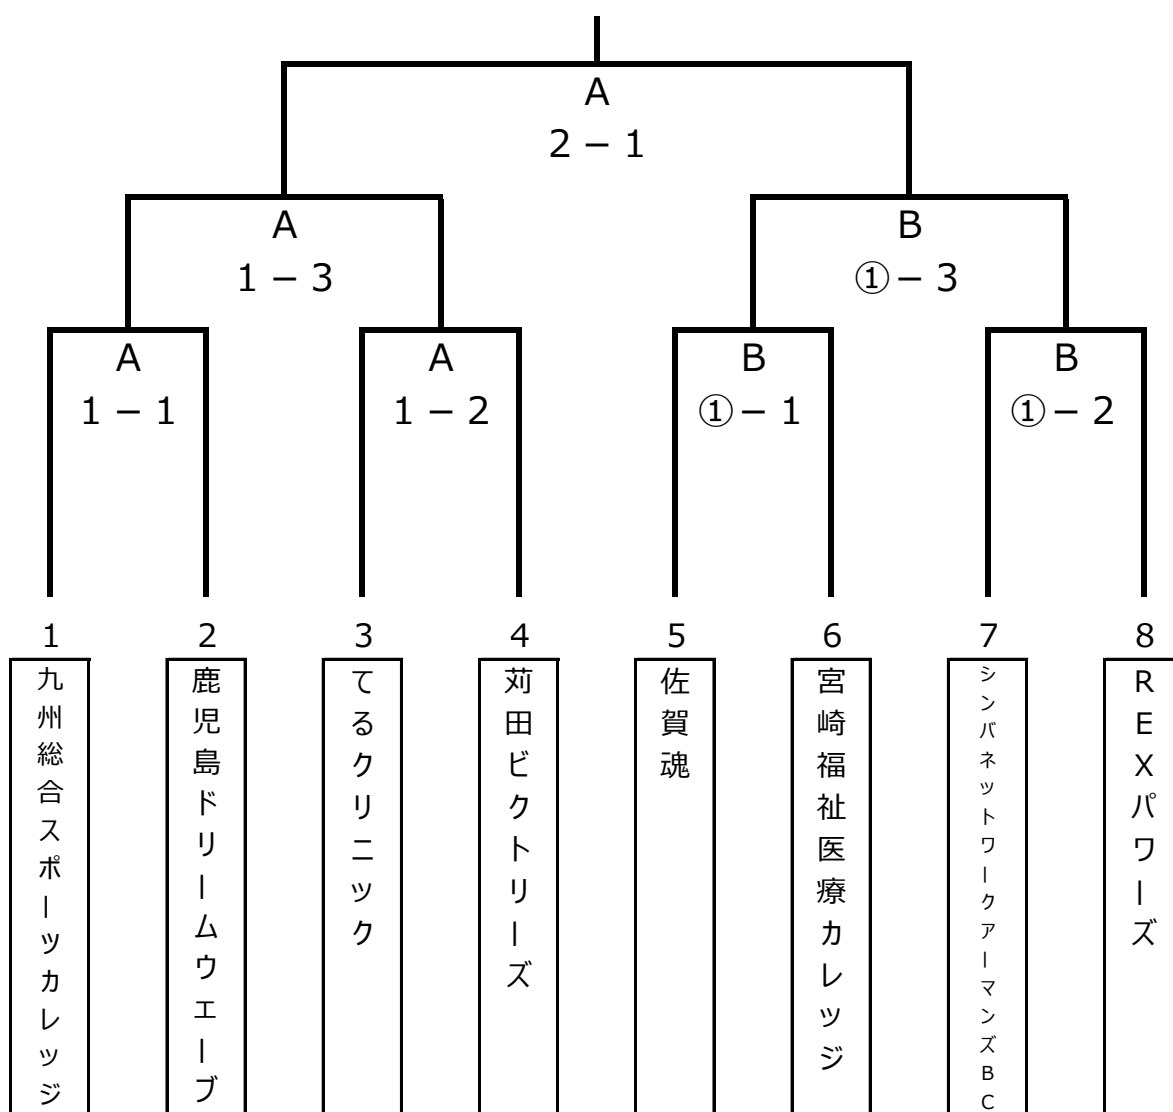 A
2 − 1
A
1 − 3
B
① − 3
A
1 − 1
A
1 − 2
B
① − 1
B
① − 2
1
2
3
4
5
6
7
8
九州総合スポーツカレッジ
鹿児島ドリームウエーブ
てるクリニック
苅田ビクトリーズ
佐賀魂
宮崎福祉医療カレッジ
シンバネットワークアーマンズBC
REXパワーズ